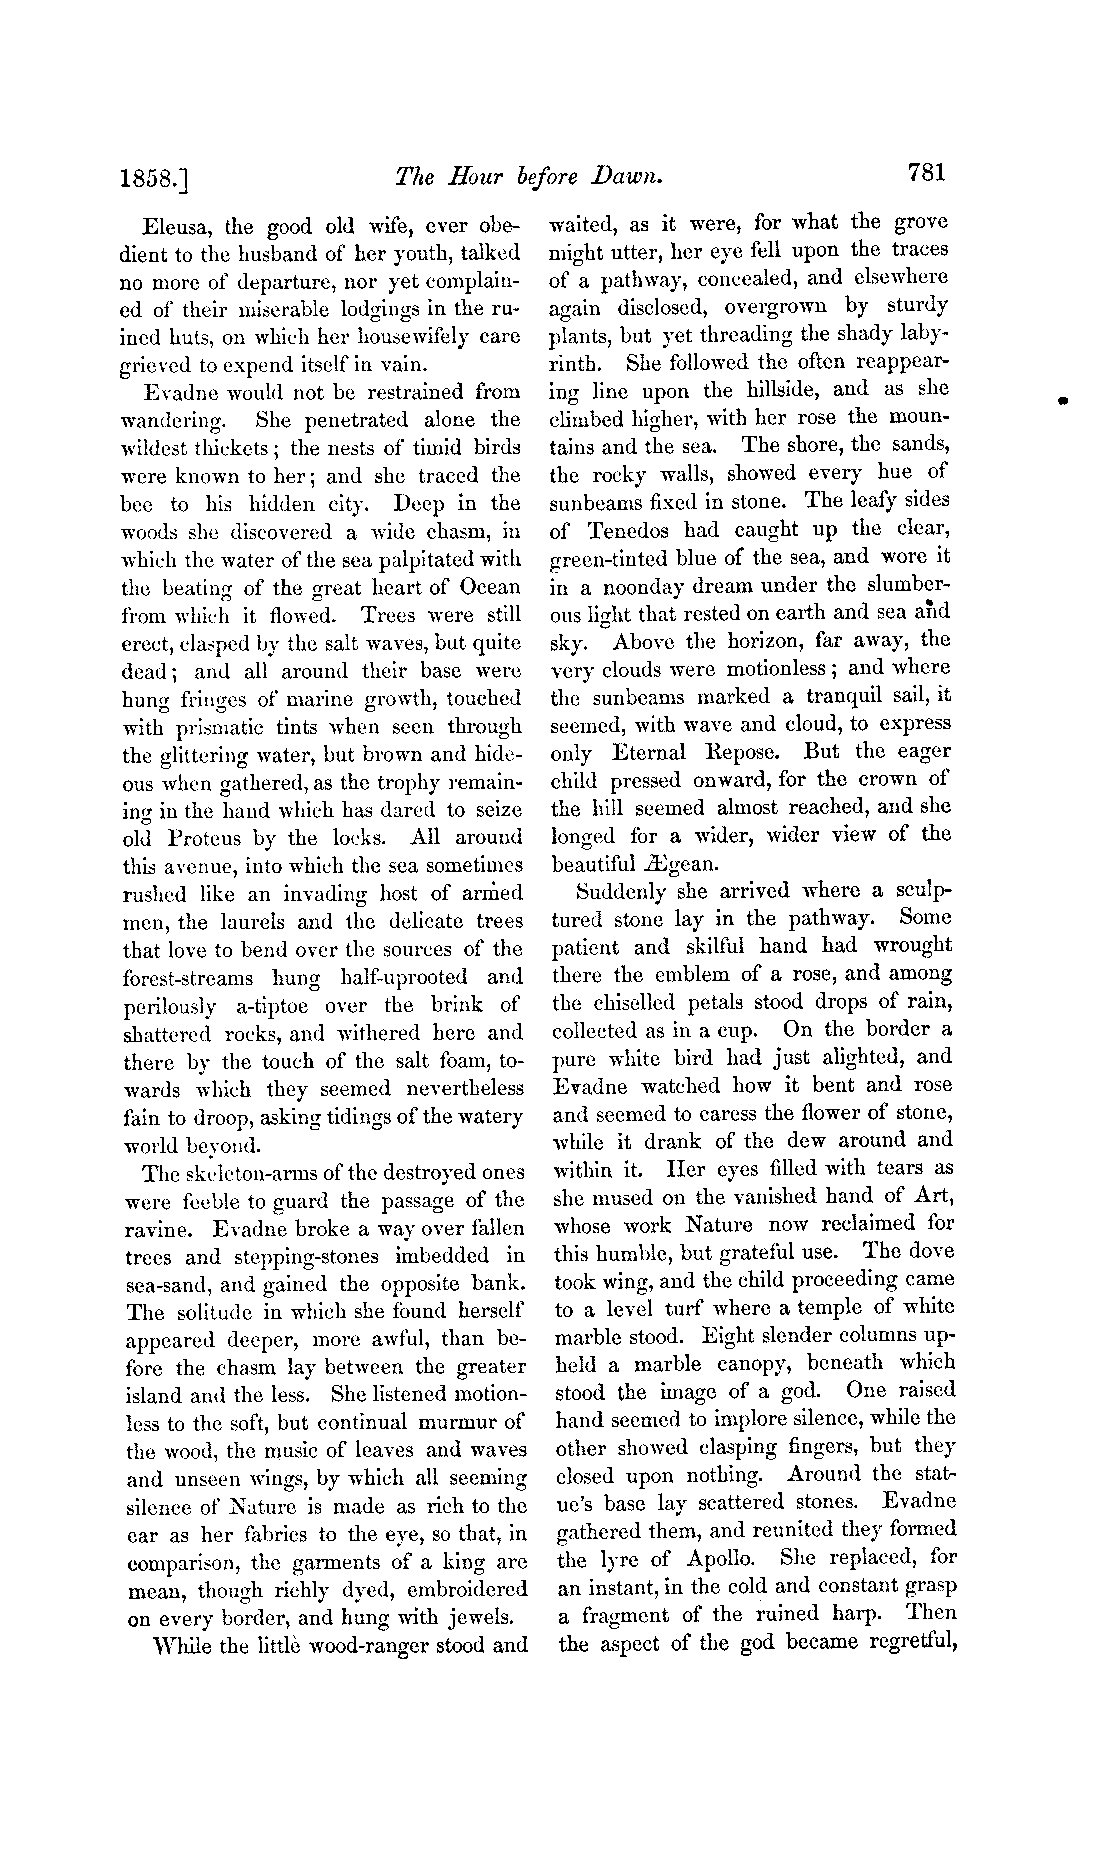 1858.] The Hour before Dawn. 781
Eleusa, the good old wife, ever obe-
dient to the husband of her youth, talked
no more of departure, nor yet complain-
ed of their miserable lodgings in the ru-
ined huts, on which her housewifely care
grieved to expend itself in vain.
Evadne would not be restrained from
wandering. She penetrated alone the
wildest thickets; the nests of timid birds
were known to her; and she traced the
bee to his hidden city. Deep in the
woods she discovered a wide chasm, in
which the water of the sea palpitated with
the beating of the great heart of Ocean
from which it flowed. Trees were still
erect, clasped by the salt waves, but quite
dead; and all around their base were
hung fringes of marine growth, touched
with prismatic tints when seen through
the glittering water, but brown and hide-
ous when gathered, as the trophy remain-
ing in the hand which has dared to seize
old Proteus by the locks. All around
this avenue, into which the sea sometimes
rushed like an invading host of armed
men, the laurels and the delicate trees
that love to bend over the sources of the
forest-streams hung half-uprooted and
perilously a-tiptoe over the brink of
shattered rocks, and withered here and
there by the touch of the salt foam, to-
wards which they seemed nevertheless
fain to droop, asking tidings of the watery
world beyond.
The skeleton-arms of the destroyed ones
were feeble to guard the passage of the
ravine. Evadne broke a way over fallen
trees and stepping-stones imbedded in
sea-sand, and gained the opposite bank.
The solitude in which she found herself
appeared deeper, more awful, than be-
fore the chasm lay between the greater
island and the less. She listened motion-
less to the soft, but continual murmur of
the wood, the music of leaves and waves
and unseen wings, by which all seeming
silence of Nature is made as rich to the
ear as her fabrics to the eye, so that, in
comparison, the garments of a king are
mean, though richly dyed, embroidered
on every border, and hung with jewels.
While the little wood-ranger stood and
waited, as it were, for what the grove
might utter, her eye fell upon the traces
of a pathway, concealed, and elsewhere
again disclosed, overgrown by sturdy
plants, but yet threading the shady laby-
rinth. She followed the often reappear-
ing line upon the hillside, and as she
climbed higher, with her rose the moun-
tains and the sea. The shore, the sands,
the rocky walls, showed every hue of
sunbeams fixed in stone. The leafy sides
of Tenedos had caught up the clear,
green-tinted blue of the sea, and wore it
in a noonday dream under the slumber-
ous light that rested on earth and sea and
sky. Above the horizon, far away, the
very clouds were motionless; and where
the sunbeams marked a tranquil sail, it
seemed, with wave and cloud, to express
only Eternal Repose. But the eager
child pressed onward, for the crown of
the hill seemed almost reached, and she
longed for a wider, wider view of the
beautiful Ægean.
Suddenly she arrived where a sculp-
tured stone lay in the pathway. Some
patient and skilful hand had wrought
there the emblem of a rose, and among
the chiselled petals stood drops of rain,
collected as in a cup. On the border a
pure white bird had just alighted, and
Evadne watched how it bent and rose
and seemed to caress the flower of stone,
while it drank of the dew around and
within it. Her eyes filled with tears as
she mused on the vanished hand of Art,
whose work Nature now reclaimed for
this humble, but grateful use. The dove
took wing, and the child proceeding came
to a level turf where a temple of white
marble stood. Eight slender columns up-
held a marble canopy, beneath which
stood the image of a god. One raised
hand seemed to implore silence, while the
other showed clasping fingers, but they
closed upon nothing. Around the stat-
ue's base lay scattered stones. Evadne
gathered them, and reunited they formed
the lyre of Apollo. She replaced, for
an instant, in the cold and constant grasp
a fragment of the ruined harp. Then
the aspect of the god became regretful,